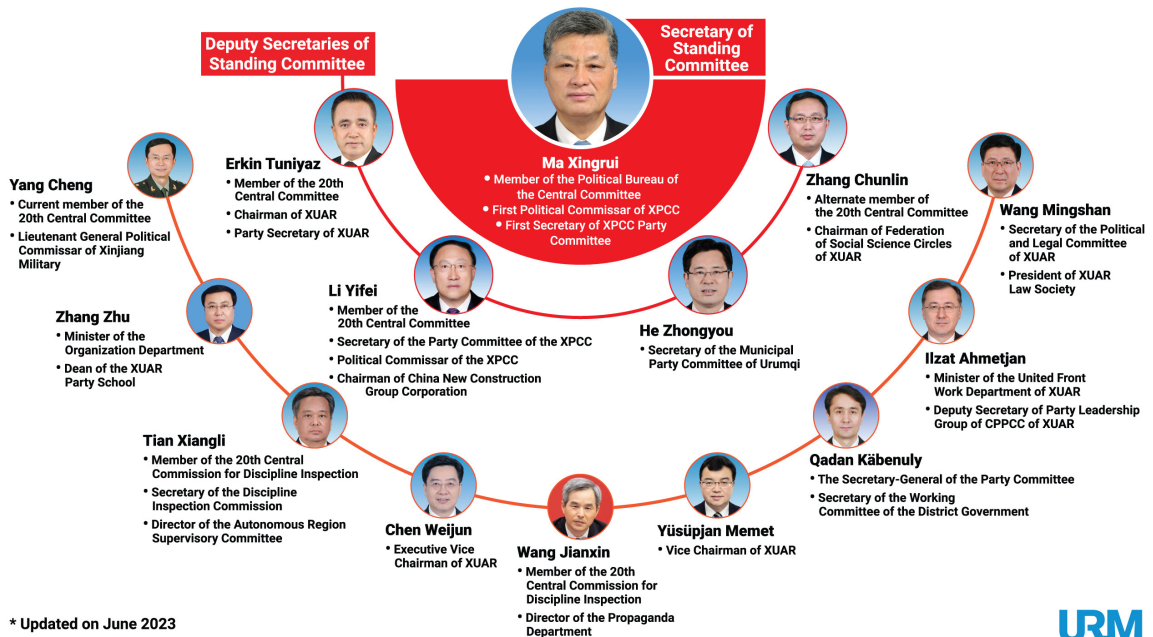 Deputy Secretaries of
Standing Committee
Secretary of
Standing
Committee
Ma Xingrui
• Member of the Political Bureau of
the Central Committee
• First Political Commissar of XPCC
• First Secretary of XPCC Party
Committee
Erkin Tuniyaz
• Member of the 20th
Central Committee
• Chairman of XUAR
• Party Secretary of XUAR
Zhang Chunlin
• Alternate member of
the 20th Central Committee
• Chairman of Federation
of Social Science Circles
of XUAR
Yang Cheng
• Current member of the
20th Central Committee
• Lieutenant General Political
Commissar of Xinjiang
Military
Wang Mingshan
• Secretary of the Political
and Legal Committee
of XUAR
• President of XUAR
Law Society
Li Yifei
• Member of the
20th Central Committee
• Secretary of the Party Committee of the XPCC
• Political Commissar of the XPCC
• Chairman of China New Construction
Group Corporation
He Zhongyou
• Secretary of the Municipal
Party Committee of Urumqi
Zhang Zhu
• Minister of the
Organization Department
• Dean of the XUAR
Party School
Ilzat Ahmetjan
• Minister of the United Front
Work Department of XUAR
• Deputy Secretary of Party Leadership
Group of CPPCC of XUAR
Tian Xiangli
• Member of the 20th Central
Commission for Discipline Inspection
• Secretary of the Discipline
Inspection Commission
• Director of the Autonomous Region
Supervisory Committee
Qadan Käbenuly
• The Secretary-General of the Party Committee
• Secretary of the Working
Committee of the District Government
Chen Weijun
• Executive Vice
Chairman of XUAR
Wang Jianxin
• Member of the 20th
Central Commission for
Discipline Inspection
• Director of the Propaganda
Department
Yüsüpjan Memet
• Vice Chairman of XUAR
* Updated on June 2023
URM